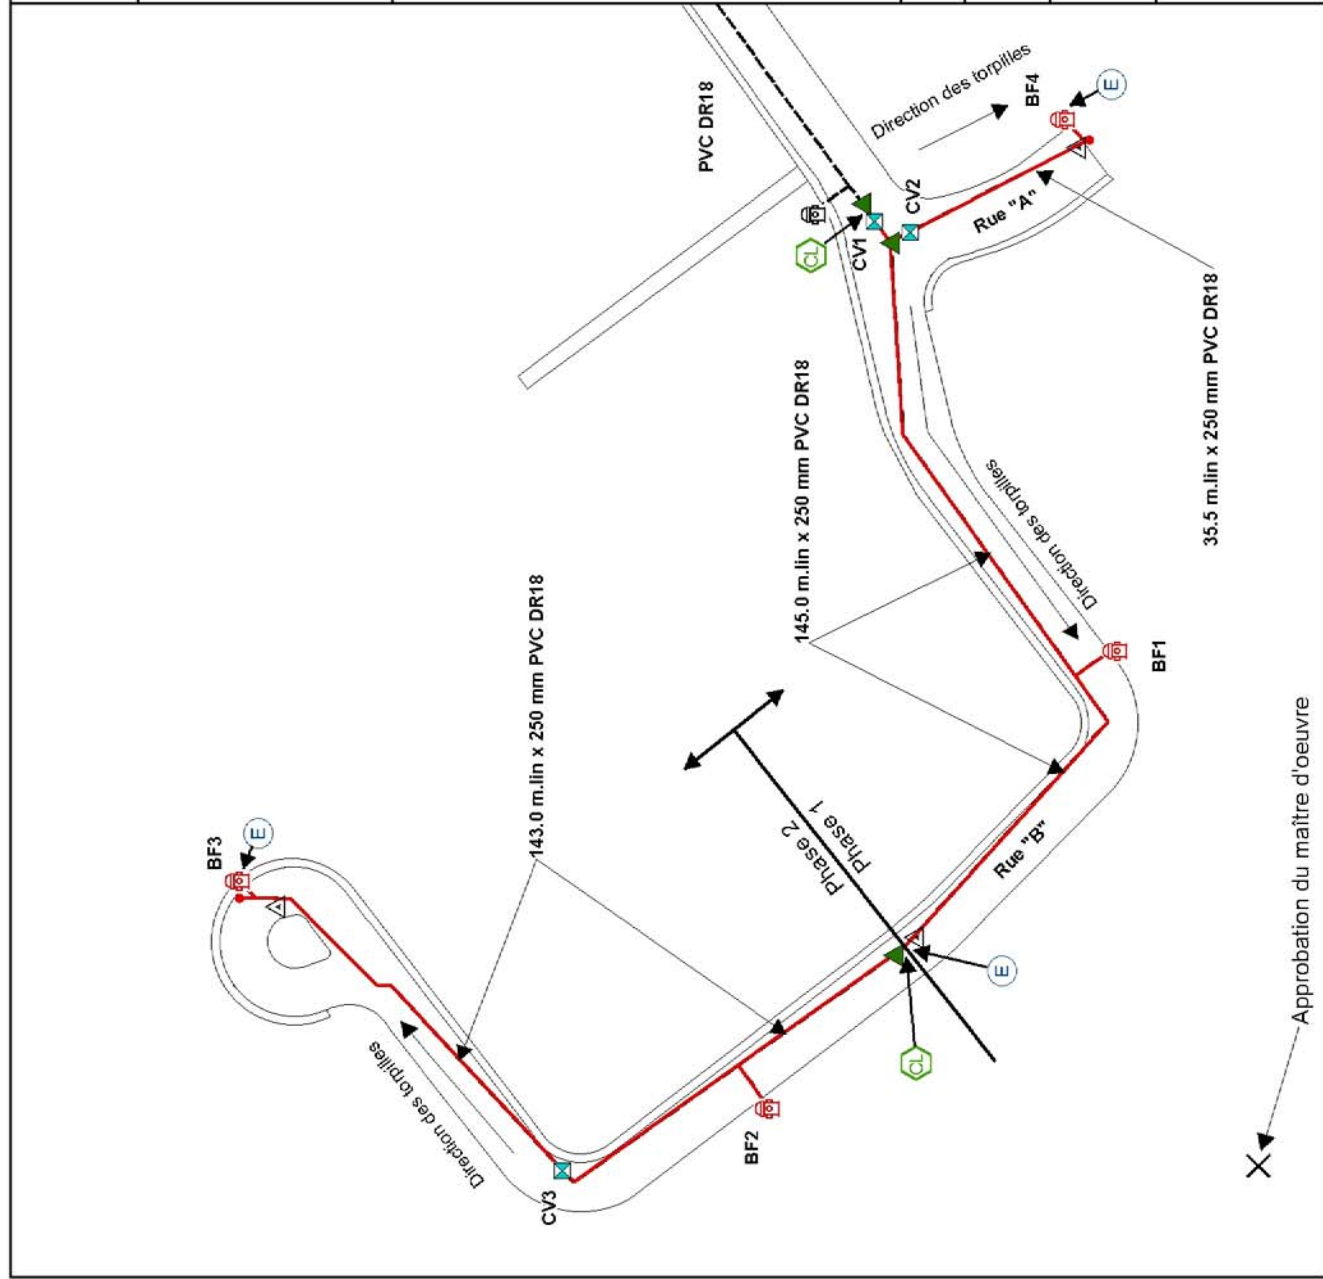 PVC DR18
Direction des torpilles
BF4
E
CV2
CL
CV1
Rue "A"
35.5 m.lin x 250 mm PVC DR18
145.0 m.lin x 250 mm PVC DR18
Direction des torpilles
BF1
143.0 m.lin x 250 mm PVC DR18
Phase 2
Phase 1
Rue "B"
BF3
E
E
CL
Direction des torpilles
BF2
CV3
Approbation du maître d'oeuvre